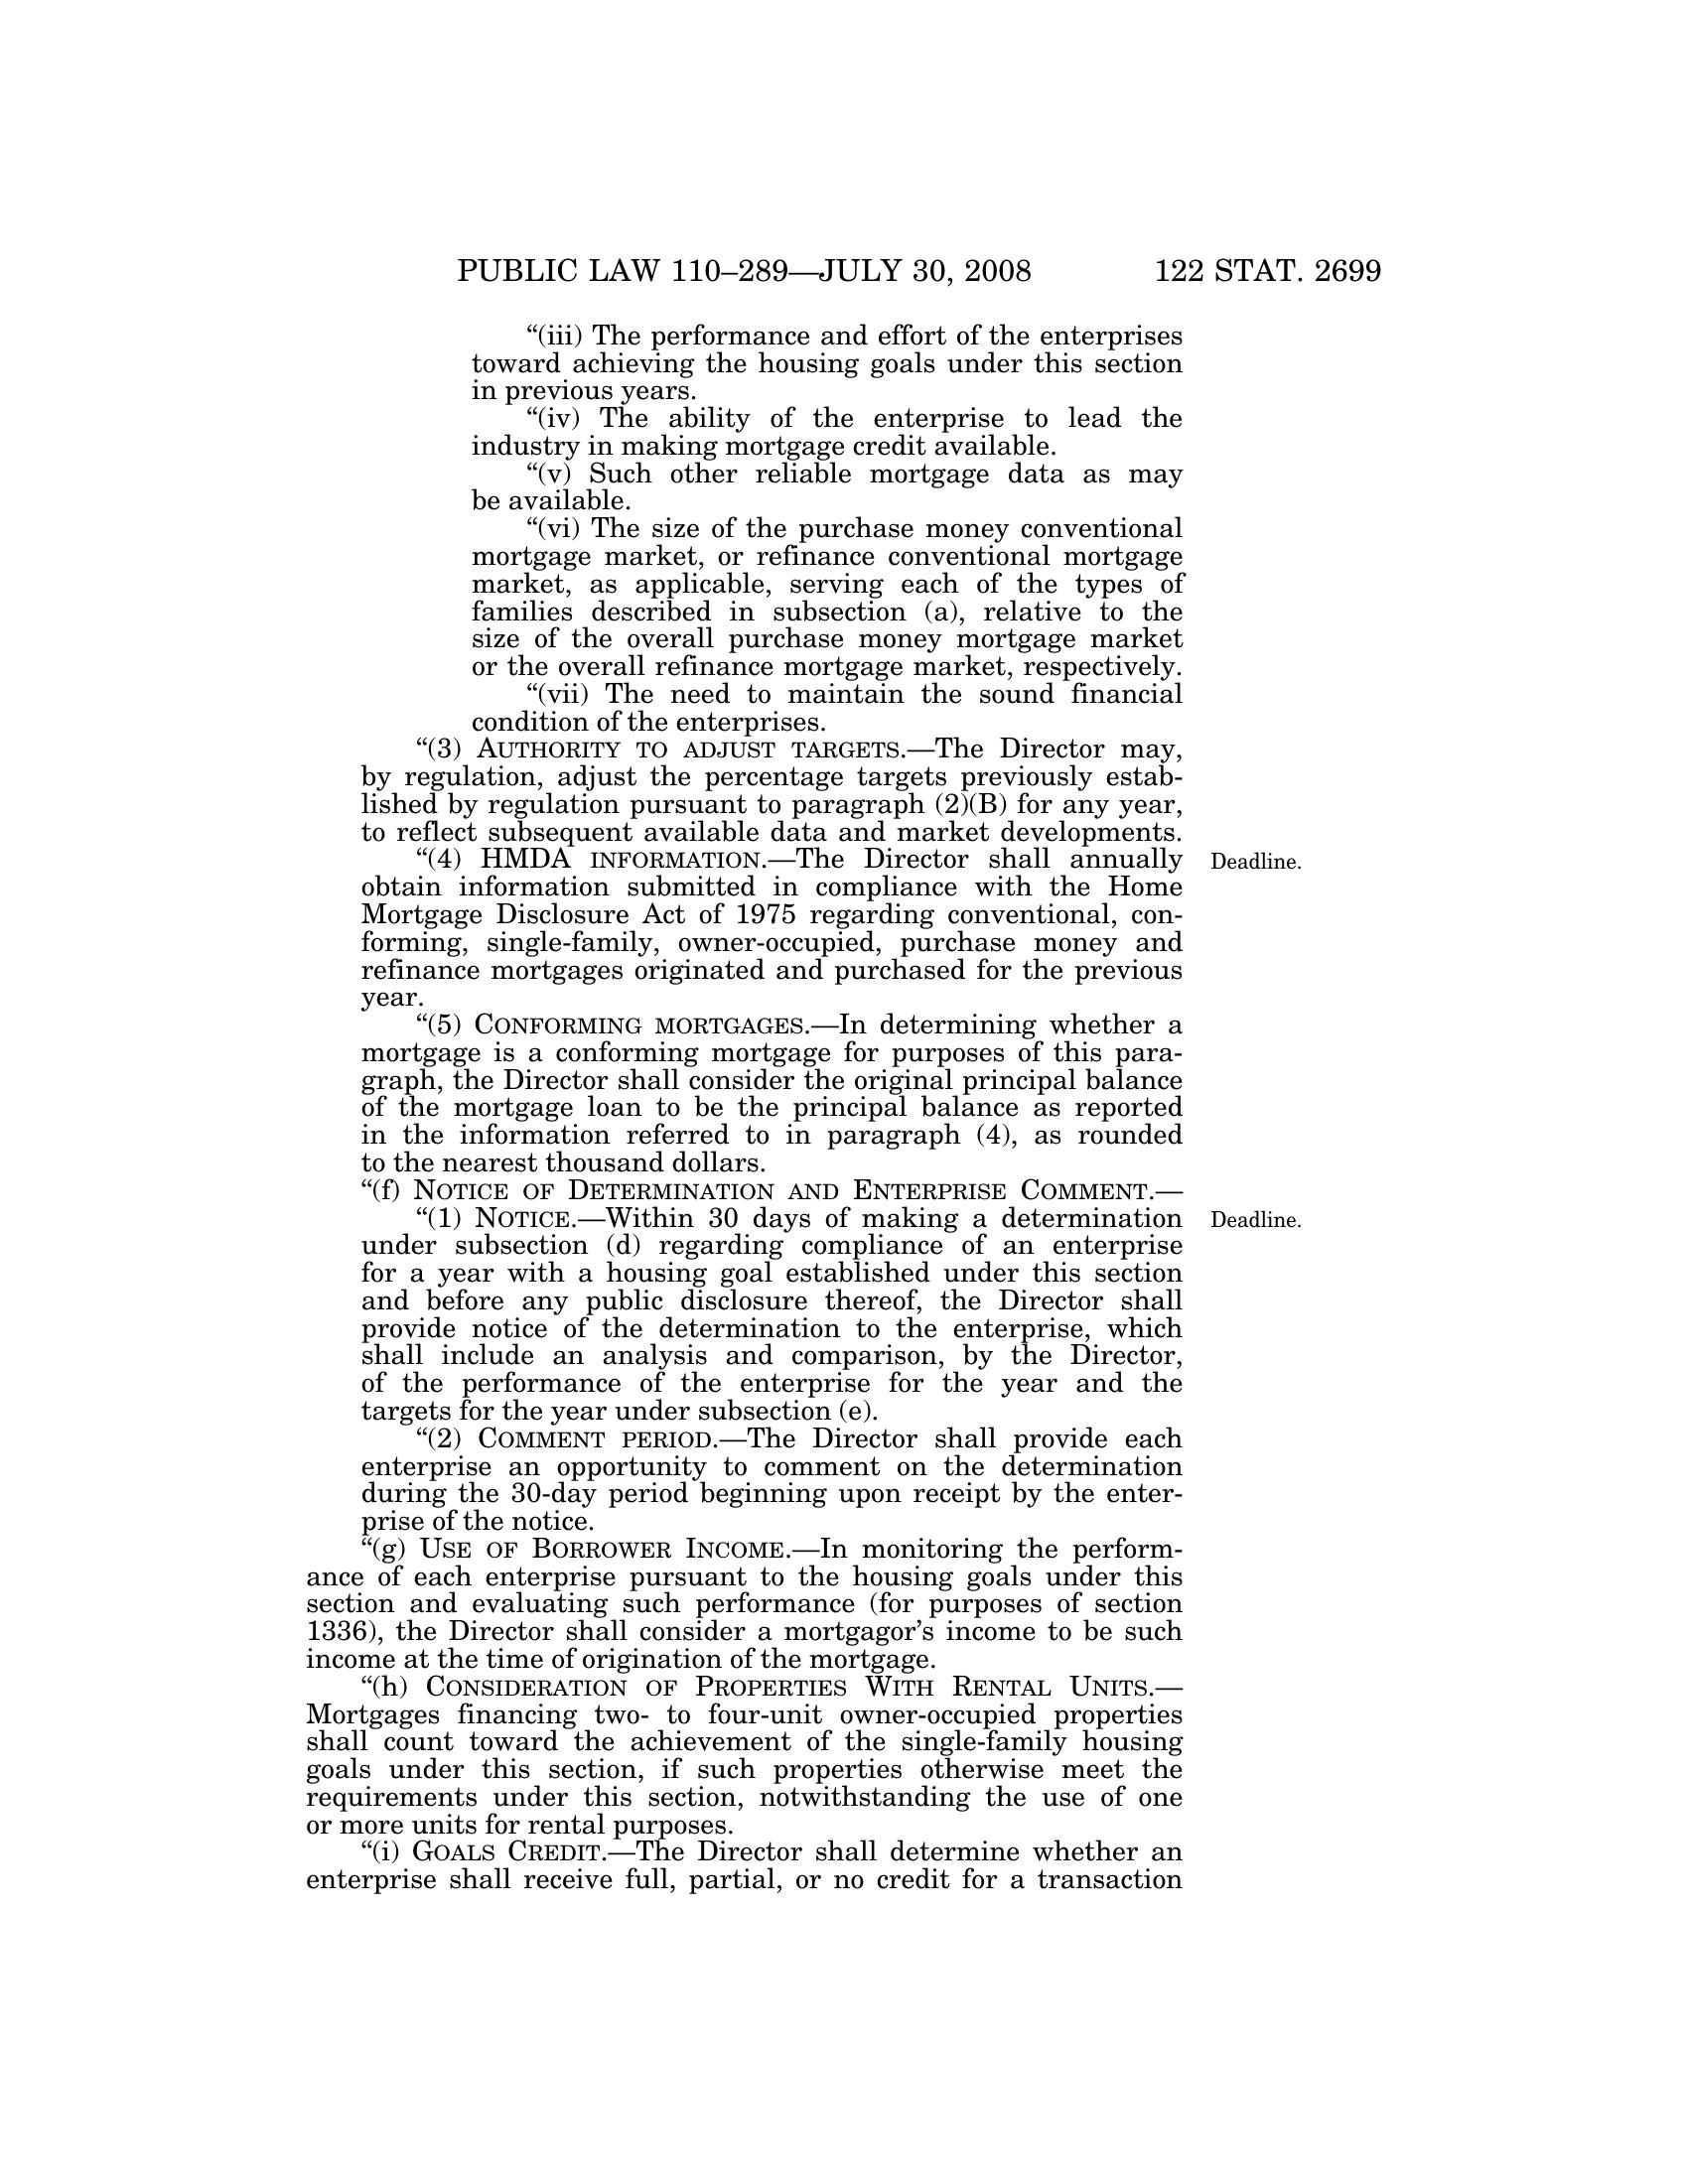 PUBLIC LAW 110–289—JULY 30, 2008 122 STAT. 2699
“(iii) The performance and effort of the enterprises
toward achieving the housing goals under this section
in previous years.
“(iv) The ability of the enterprise to lead the
industry in making mortgage credit available.
“(v) Such other reliable mortgage data as may
be available.
“(vi) The size of the purchase money conventional
mortgage market, or refinance conventional mortgage
market, as applicable, serving each of the types of
families described in subsection (a), relative to the
size of the overall purchase money mortgage market
or the overall refinance mortgage market, respectively.
“(vii) The need to maintain the sound financial
condition of the enterprises.
“(3) AUTHORITY TO ADJUST TARGETS.—The Director may,
by regulation, adjust the percentage targets previously estab-
lished by regulation pursuant to paragraph (2)(B) for any year,
to reflect subsequent available data and market developments.
“(4) HMDA INFORMATION.—The Director shall annually Deadline.
obtain information submitted in compliance with the Home
Mortgage Disclosure Act of 1975 regarding conventional, con-
forming, single-family, owner-occupied, purchase money and
refinance mortgages originated and purchased for the previous
year.
“(5) CONFORMING MORTGAGES.—In determining whether a
mortgage is a conforming mortgage for purposes of this para-
graph, the Director shall consider the original principal balance
of the mortgage loan to be the principal balance as reported
in the information referred to in paragraph (4), as rounded
to the nearest thousand dollars.
“(f) NOTICE OF DETERMINATION AND ENTERPRISE COMMENT.—
“(1) NOTICE.—Within 30 days of making a determination Deadline.
under subsection (d) regarding compliance of an enterprise
for a year with a housing goal established under this section
and before any public disclosure thereof, the Director shall
provide notice of the determination to the enterprise, which
shall include an analysis and comparison, by the Director,
of the performance of the enterprise for the year and the
targets for the year under subsection (e).
“(2) COMMENT PERIOD.—The Director shall provide each
enterprise an opportunity to comment on the determination
during the 30-day period beginning upon receipt by the enter-
prise of the notice.
“(g) USE OF BORROWER INCOME.—In monitoring the perform-
ance of each enterprise pursuant to the housing goals under this
section and evaluating such performance (for purposes of section
1336), the Director shall consider a mortgagor’s income to be such
income at the time of origination of the mortgage.
“(h) CONSIDERATION OF PROPERTIES WITH RENTAL UNITS.—
Mortgages financing two- to four-unit owner-occupied properties
shall count toward the achievement of the single-family housing
goals under this section, if such properties otherwise meet the
requirements under this section, notwithstanding the use of one
or more units for rental purposes.
“(i) GOALS CREDIT.—The Director shall determine whether an
enterprise shall receive full, partial, or no credit for a transaction